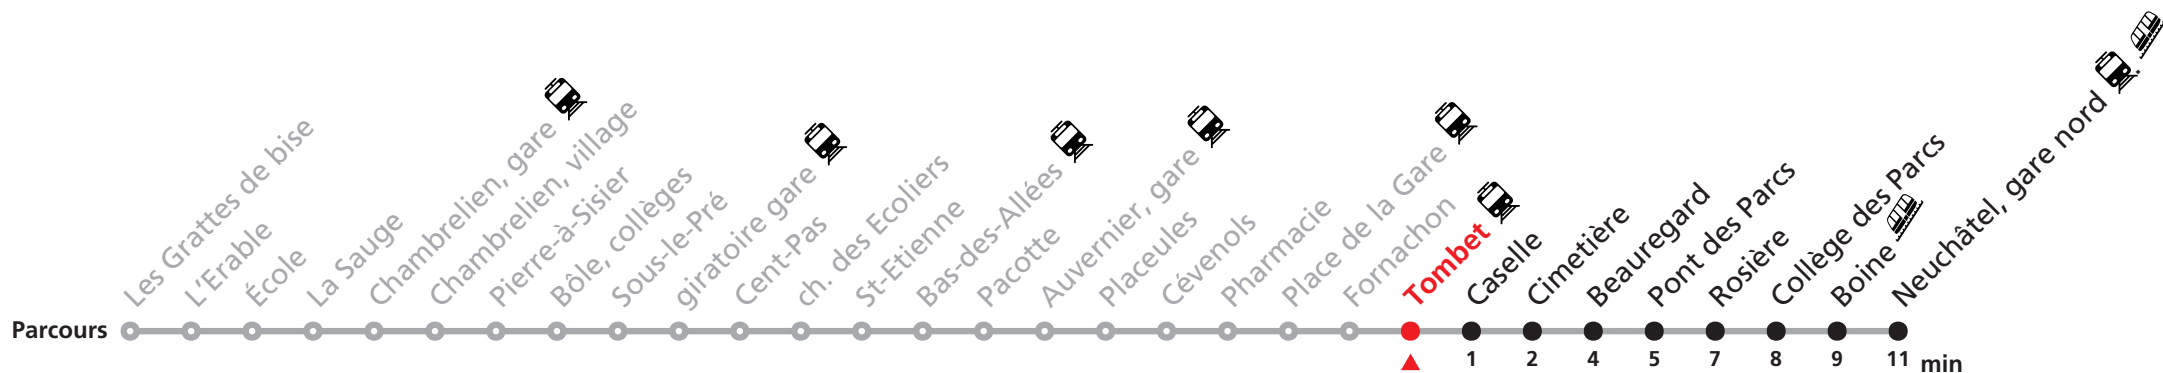 Les Grattes de bise
L'Erable
École
La Sauge
Chambrelien, gare
Chambrelien, village
Pierre-à-Sisier
Bôle, collèges
Sous-le-Pré
giratoire gare
Cent-Pas
ch. des Ecoliers
St-Etienne
Bas-des-Allées
Pacotte
Auvernier, gare
Placeules
Cévenols
Pharmacie
Place de la Gare
Fornachon
Tombet
Caselle
Cimetière
Beauregard
Pont des Parcs
Rosière
Collège des Parcs
Boine
Neuchâtel, gare nord
Parcours
1 2 4 5 7 8 9 11 min